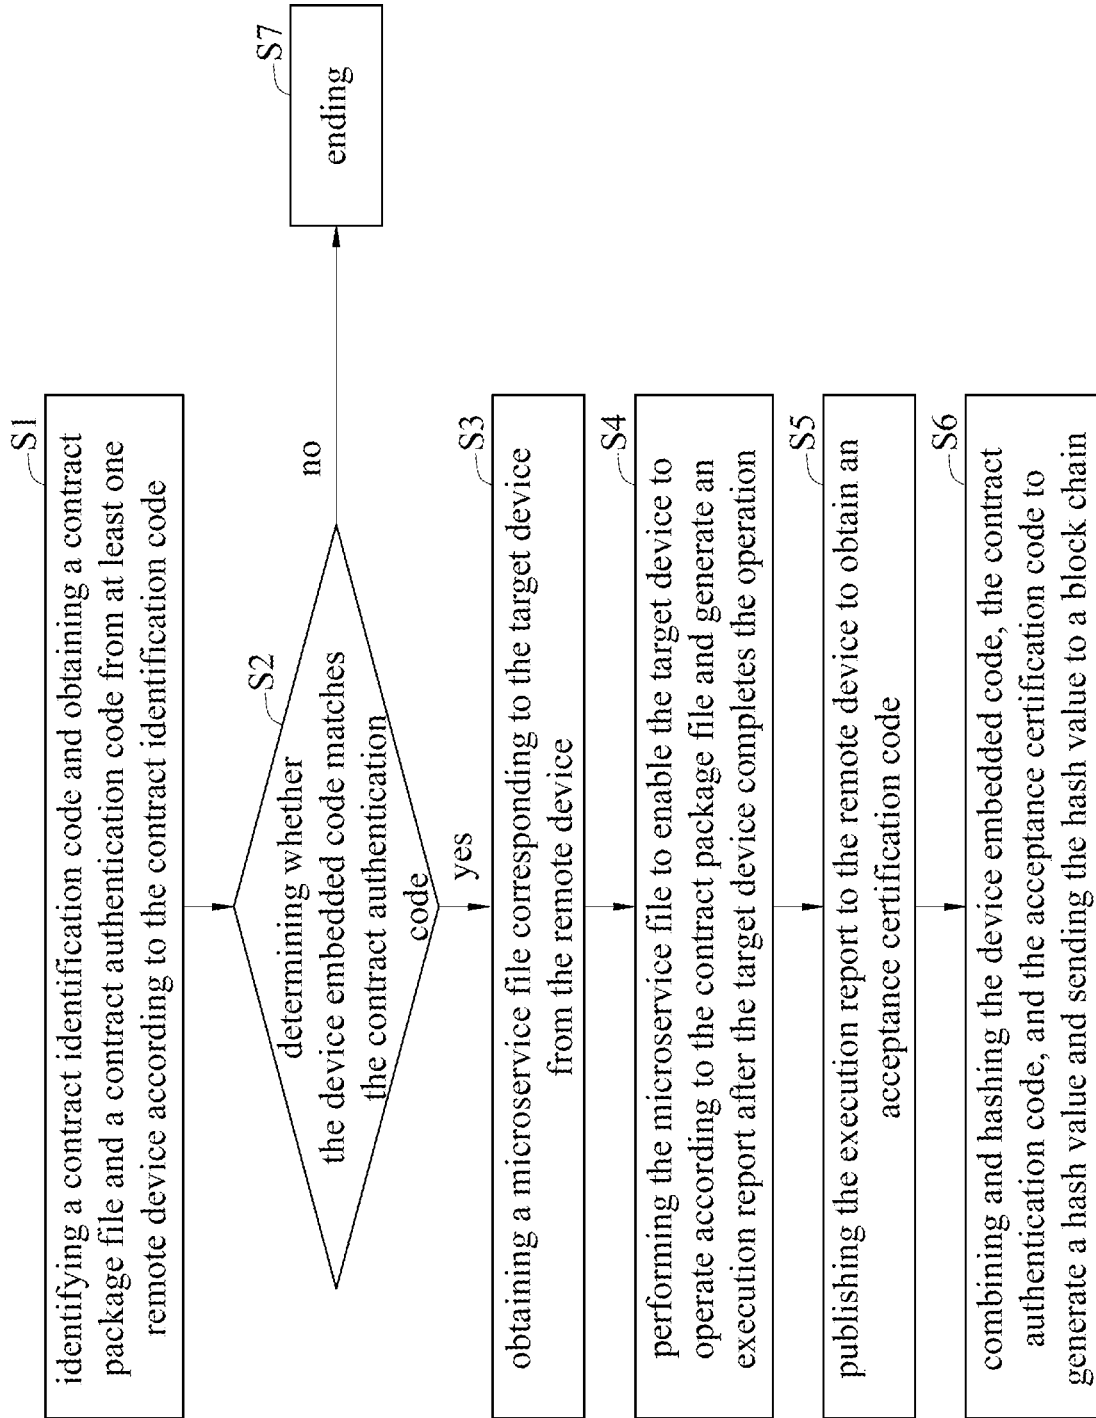 S1
identifying a contract identification code and obtaining a contract
package file and a contract authentication code from at least one
remote device according to the contract identification code
S2
determining whether
the device embedded code matches
the contract authentication
code
no
S7
ending
yes
S3
obtaining a microservice file corresponding to the target device
from the remote device
S4
performing the microservice file to enable the target device to
operate according to the contract package file and generate an
execution report after the target device completes the operation
S5
publishing the execution report to the remote device to obtain an
acceptance certification code
S6
combining and hashing the device embedded code, the contract
authentication code, and the acceptance certification code to
generate a hash value and sending the hash value to a block chain